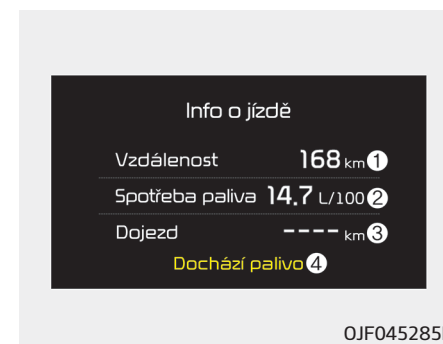 Info o jízdě
Vzdálenost 168 km ①
Spotřeba paliva 14.7 L/100 ②
Dojezd ---- km ③
Dochází palivo ④
OJF045285